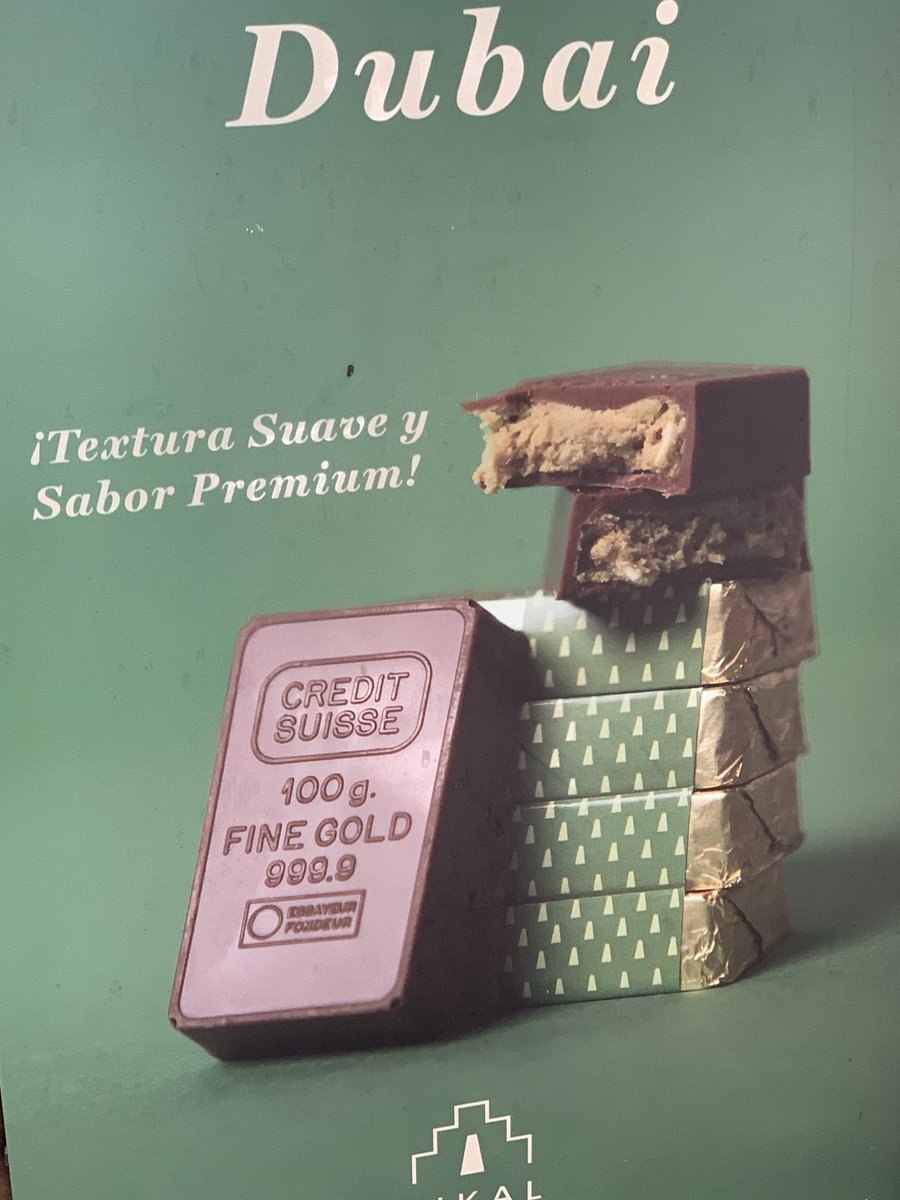 Dubai
¡Textura Suave y
Sabor Premium!
CREDIT
SUISSE
100 g.
FINE GOLD
999.9
ESSAYEUR
FONDEUR